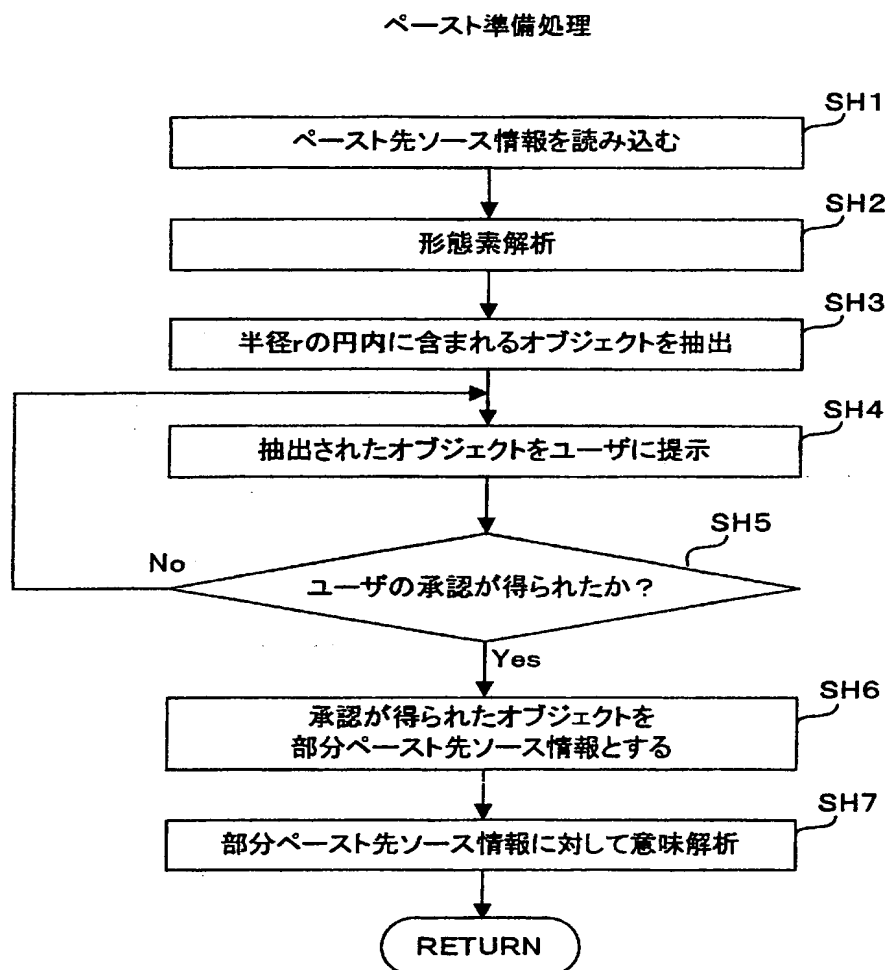 ペースト準備処理
SH1
ペースト先ソース情報を読み込む
SH2
形態素解析
SH3
半径rの円内に含まれるオブジェクトを抽出
SH4
抽出されたオブジェクトをユーザに提示
SH5
No
ユーザの承認が得られたか?
Yes
SH6
承認が得られたオブジェクトを
部分ペースト先ソース情報とする
SH7
部分ペースト先ソース情報に対して意味解析
RETURN